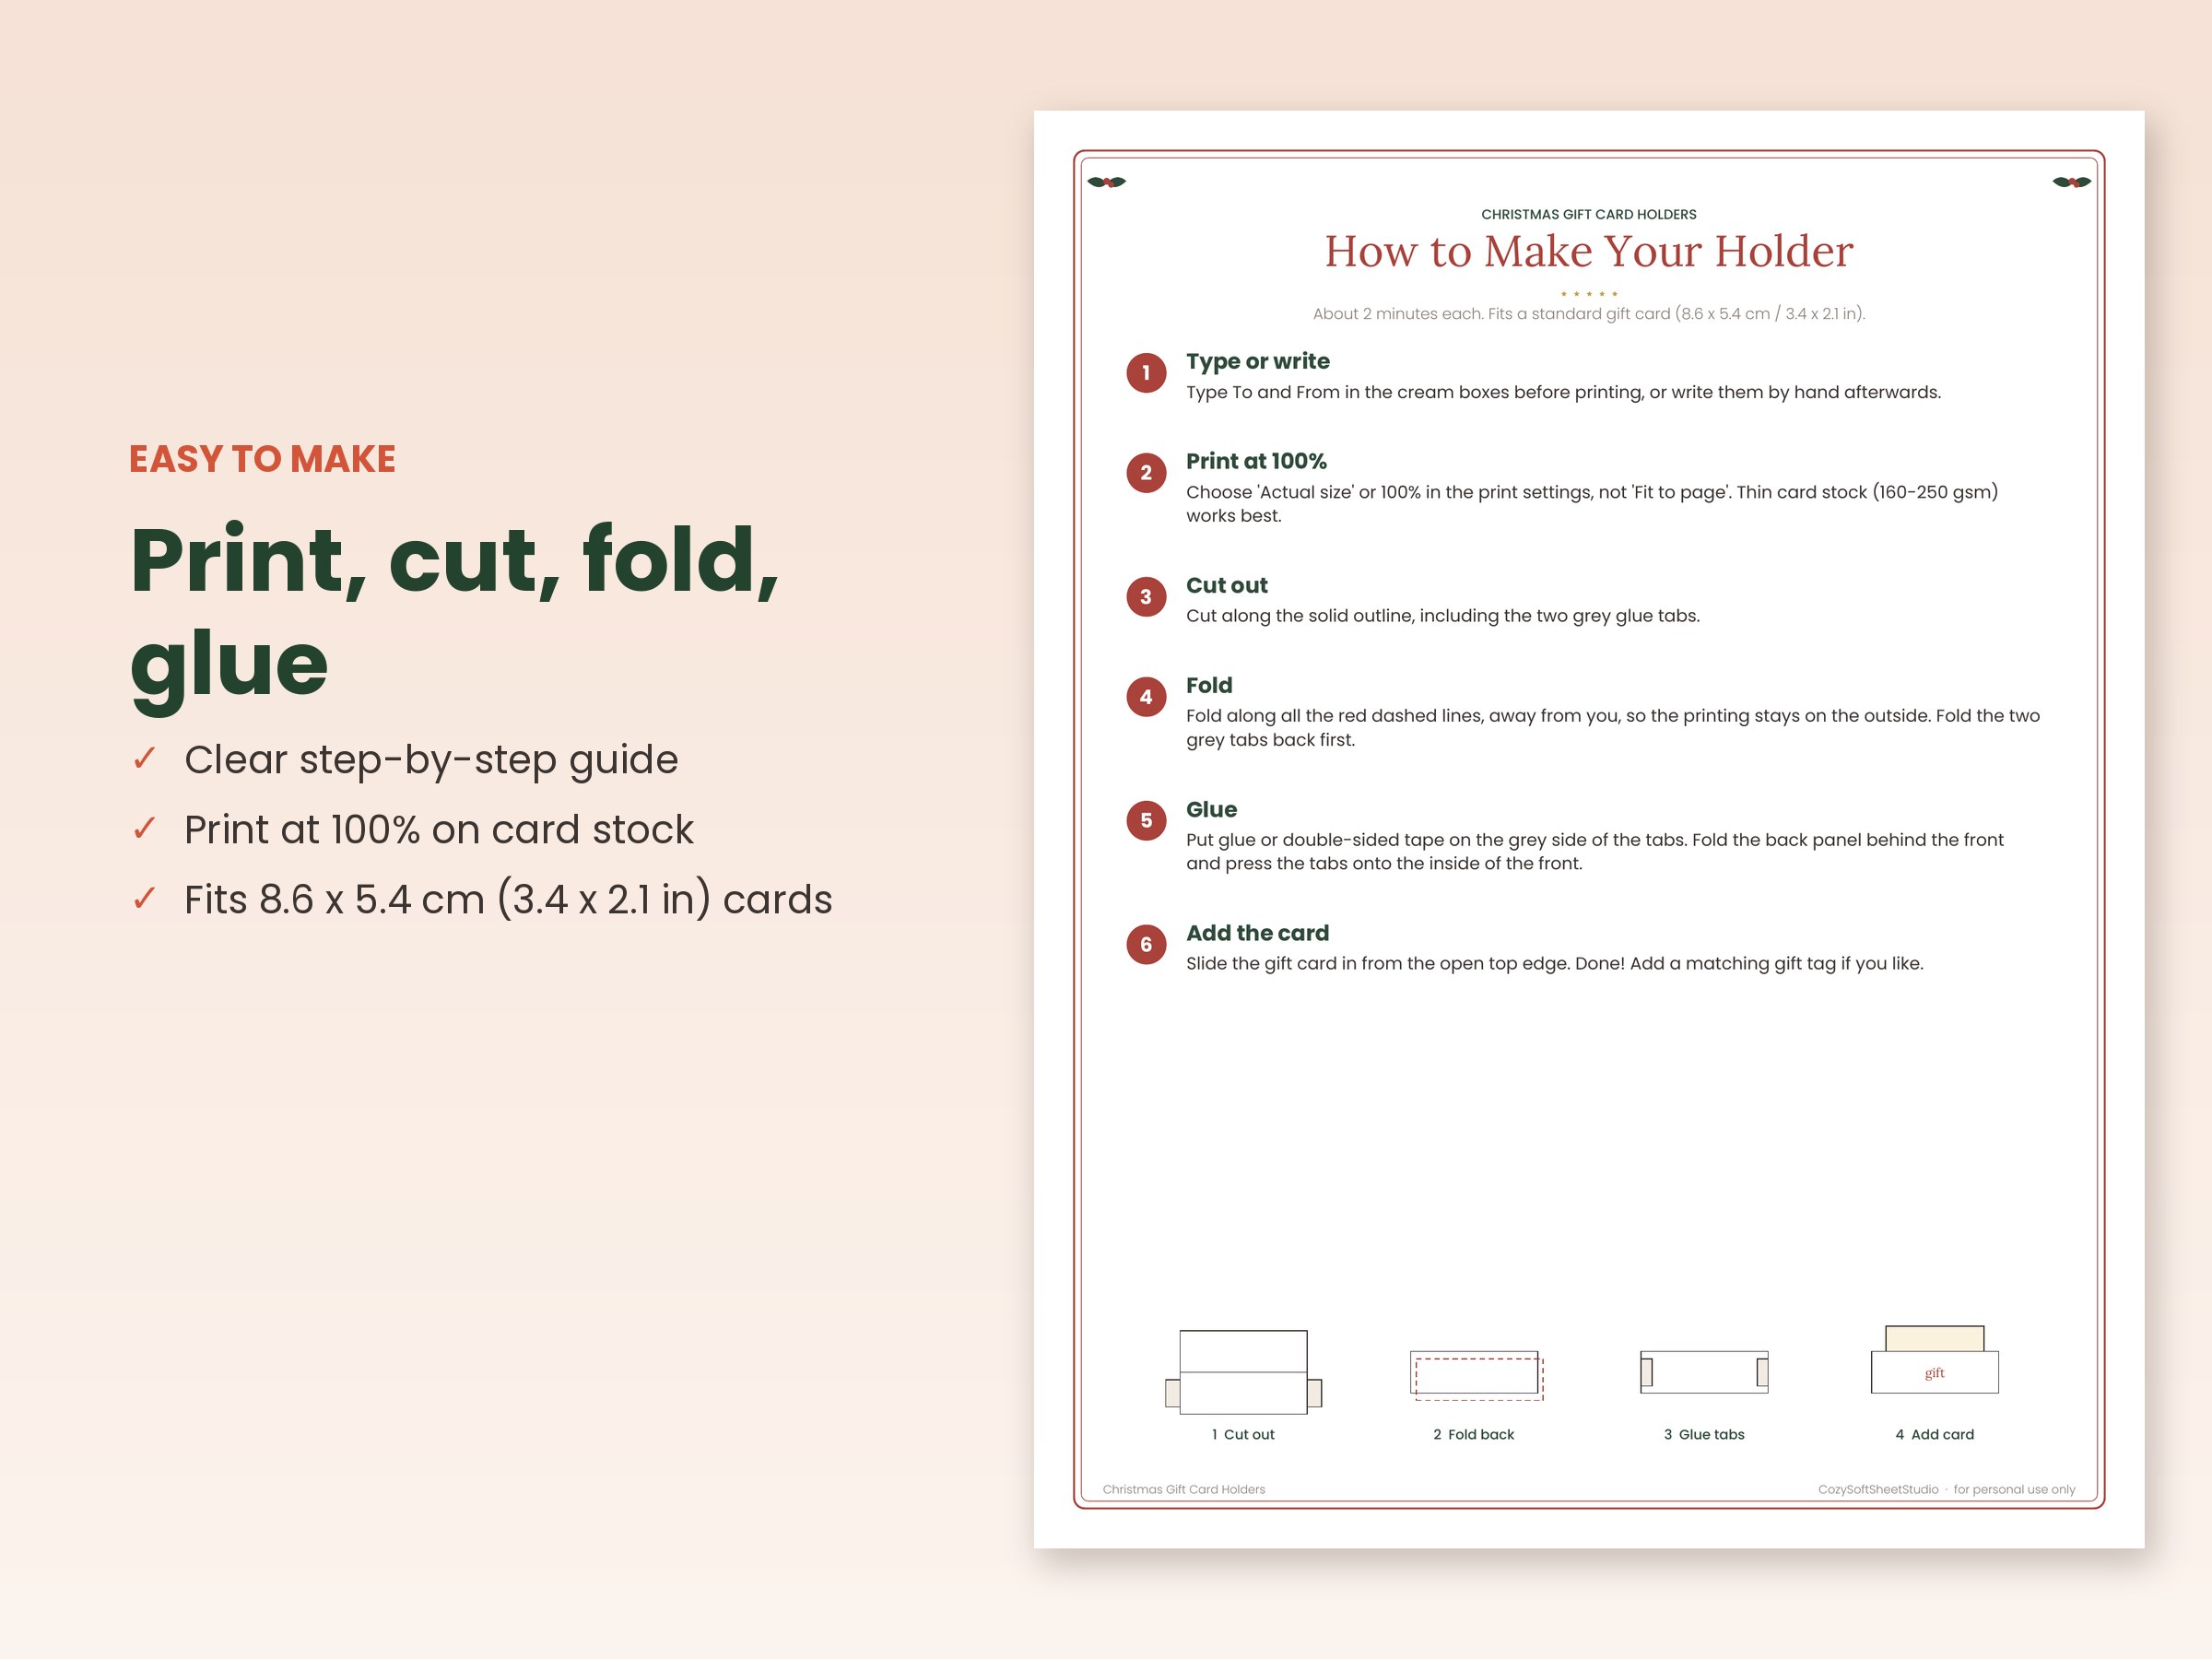 EASY TO MAKE
Print, cut, fold,
glue
✓ Clear step-by-step guide
✓ Print at 100% on card stock
✓ Fits 8.6 x 5.4 cm (3.4 x 2.1 in) cards
CHRISTMAS GIFT CARD HOLDERS
How to Make Your Holder
About 2 minutes each. Fits a standard gift card (8.6 x 5.4 cm / 3.4 x 2.1 in).
1 Type or write
Type To and From in the cream boxes before printing, or write them by hand afterwards.
2 Print at 100%
Choose 'Actual size' or 100% in the print settings, not 'Fit to page'. Thin card stock (160-250 gsm)
works best.
3 Cut out
Cut along the solid outline, including the two grey glue tabs.
4 Fold
Fold along all the red dashed lines, away from you, so the printing stays on the outside. Fold the two
grey tabs back first.
5 Glue
Put glue or double-sided tape on the grey side of the tabs. Fold the back panel behind the front
and press the tabs onto the inside of the front.
6 Add the card
Slide the gift card in from the open top edge. Done! Add a matching gift tag if you like.
gift
1 Cut out
2 Fold back
3 Glue tabs
4 Add card
Christmas Gift Card Holders
CozySoftSheetStudio · for personal use only